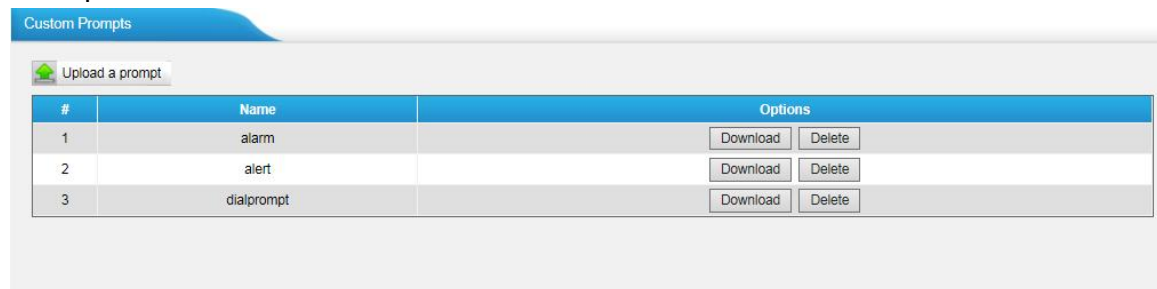 Custom Prompts
Upload a prompt
# Name Options
1 alarm Download Delete
2 alert Download Delete
3 dialprompt Download Delete